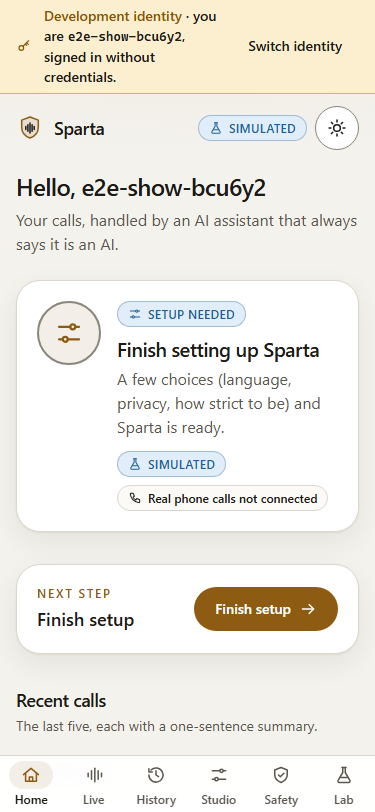 Development identity · you
are e2e-show-bcu6y2,
signed in without
credentials.
Switch identity
Sparta
SIMULATED
Hello, e2e-show-bcu6y2
Your calls, handled by an AI assistant that always
says it is an AI.
SETUP NEEDED
Finish setting up Sparta
A few choices (language,
privacy, how strict to be) and
Sparta is ready.
SIMULATED
Real phone calls not connected
NEXT STEP
Finish setup
Finish setup
Recent calls
The last five, each with a one-sentence summary.
Home
Live
History
Studio
Safety
Lab